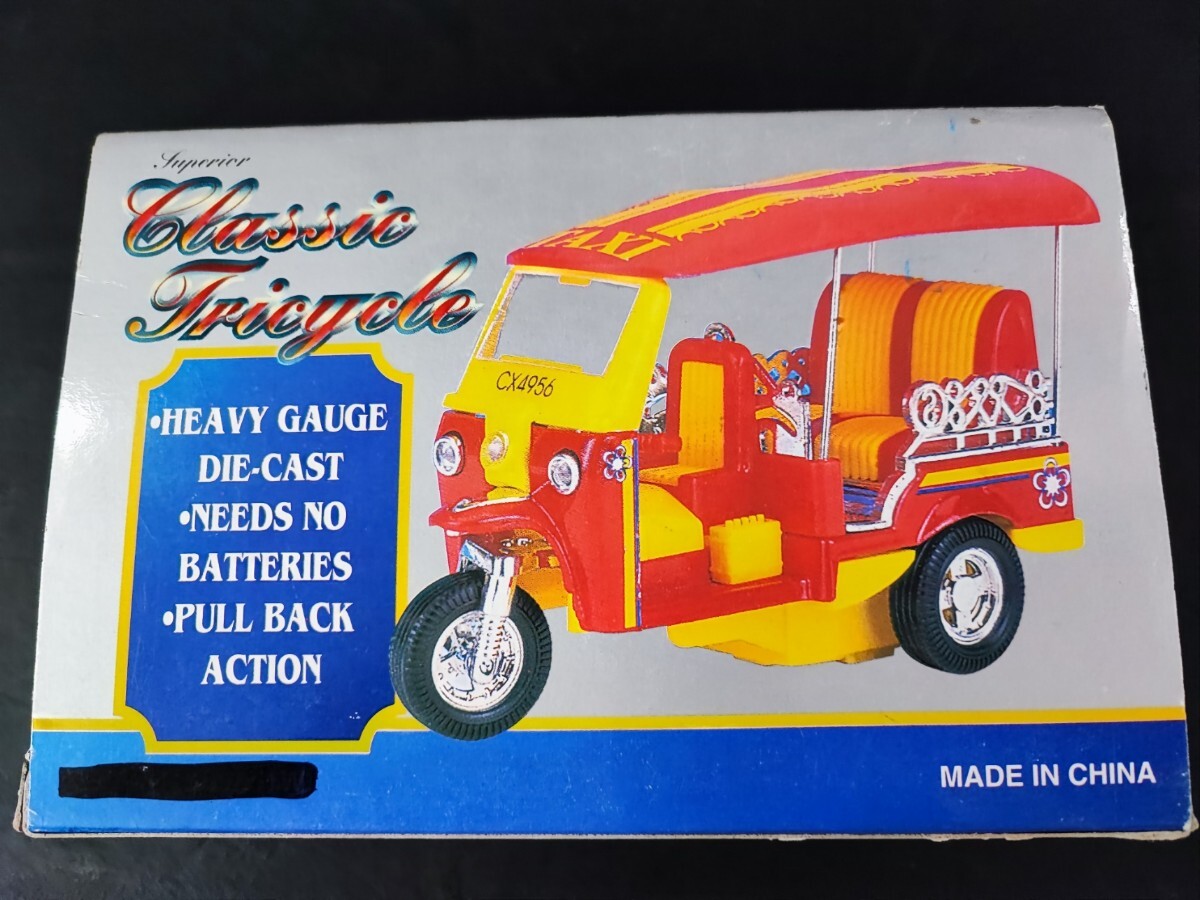 Superior
Classic
Tricycle
TAXI
CX4956
•HEAVY GAUGE
DIE-CAST
•NEEDS NO
BATTERIES
•PULL BACK
ACTION
MADE IN CHINA